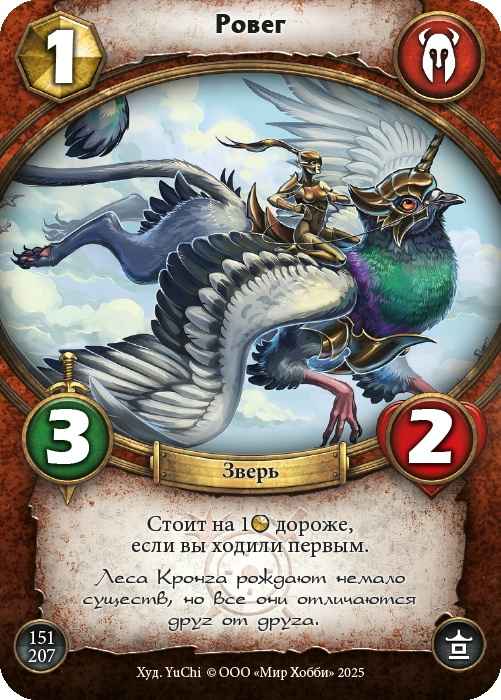 Ровег
1
3
2
Зверь
Стоит на 1 дороже,
если вы ходили первым.
Леса Кронга рождают немало
существ, но все они отличаются
друг от друга.
151
207
Худ. YuChi © ООО «Мир Хобби» 2025